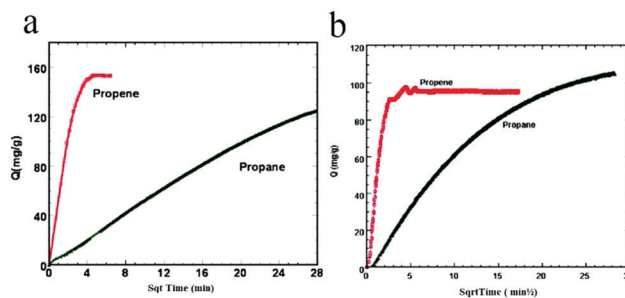 a
160
120
80
40
0
Q(mg/g)
Propene
Propane
0 4 8 12 16 20 24 28
Sqt Time (min)
b
120
100
80
60
40
20
0
Q (mg/g)
Propene
Propane
0 5 10 15 20 25
SqrtTime ( min½)